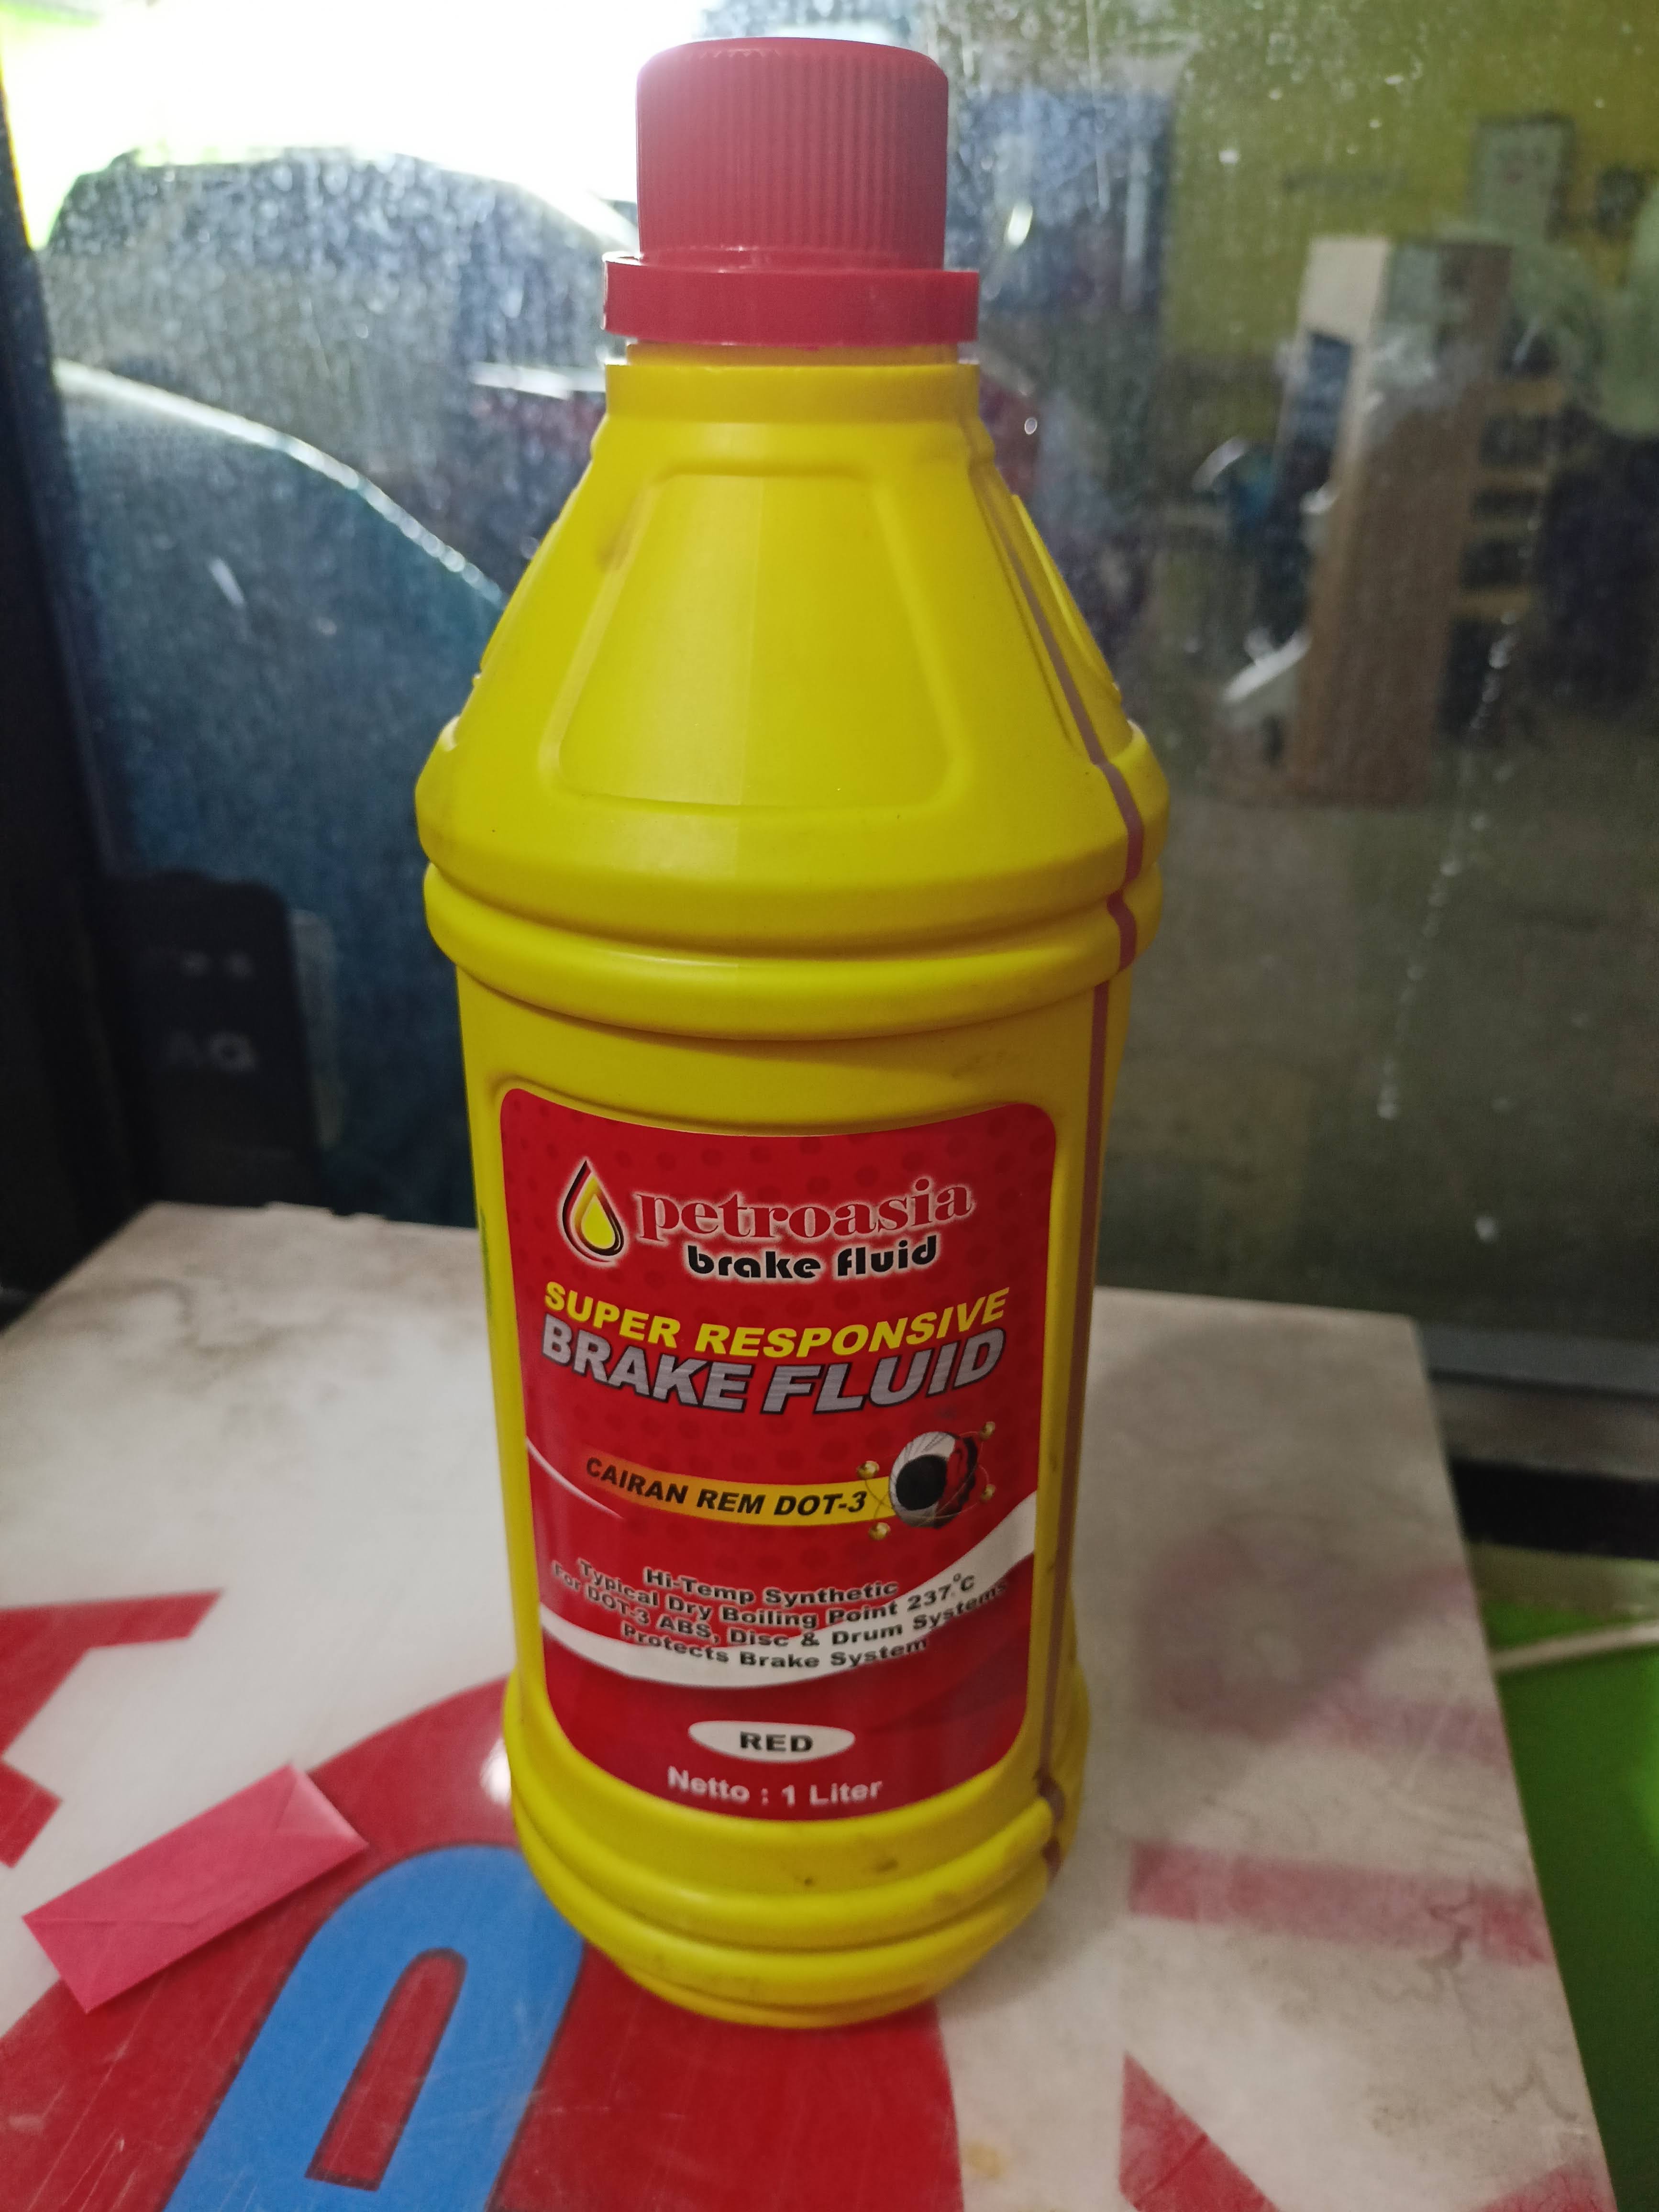 petroasia
brake fluid
SUPER RESPONSIVE
BRAKE FLUID
CAIRAN REM DOT-3
Hi-Temp Synthetic
Typical Dry Boiling Point 237.°C
For DOT-3 ABS, Disc & Drum Systems
Protects Brake System
RED
Netto : 1 Liter